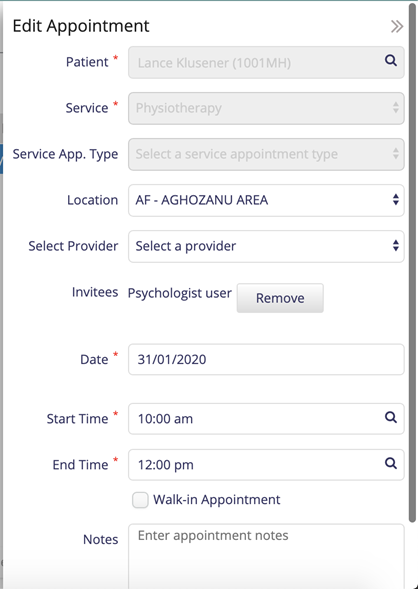 Edit Appointment
Patient * Lance Klusener (1001MH)
Service * Physiotherapy
Service App. Type Select a service appointment type
Location AF - AGHOZANU AREA
Select Provider Select a provider
Invitees Psychologist user Remove
Date * 31/01/2020
Start Time * 10:00 am
End Time * 12:00 pm
Walk-in Appointment
Notes Enter appointment notes